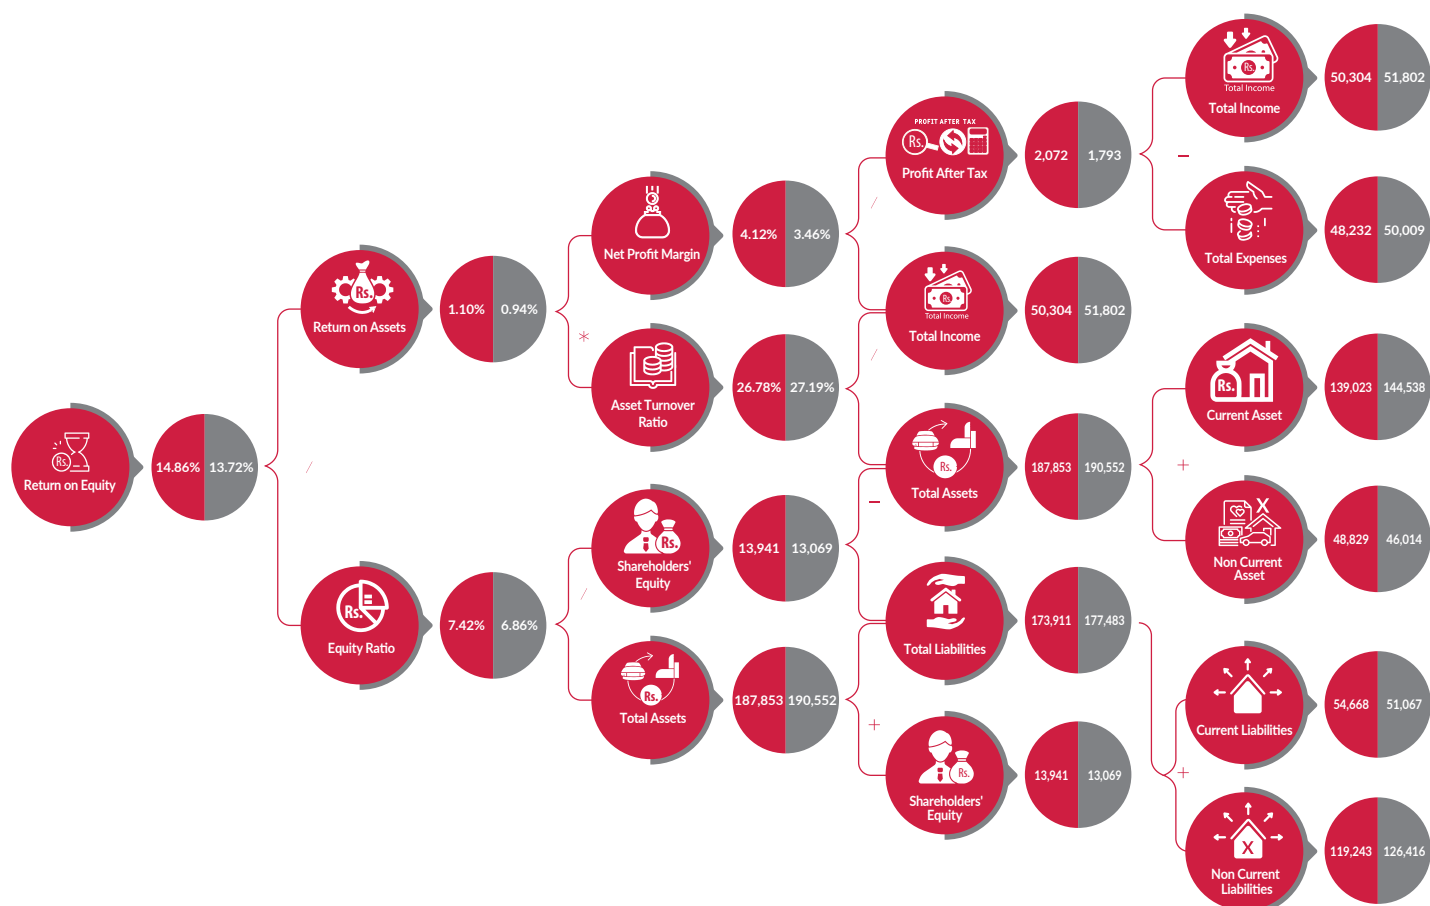 Rs.
Return on Equity
14.86% 13.72%
/
Rs.
Return on Assets
1.10% 0.94%
*
Rs.
Equity Ratio
7.42% 6.86%
/
Net Profit Margin
4.12% 3.46%
/
Asset Turnover
Ratio
26.78% 27.19%
/
Rs.
Shareholders'
Equity
13,941 13,069
−
Rs.
Total Assets
187,853 190,552
+
PROFIT AFTER TAX
Rs.
Profit After Tax
2,072 1,793
−
Rs.
Total Income
Total Income
50,304 51,802
Rs.
Total Assets
187,853 190,552
+
Total Liabilities
173,911 177,483
+
Rs.
Shareholders'
Equity
13,941 13,069
Rs.
Total Income
Total Income
50,304 51,802
Total Expenses
48,232 50,009
Rs.
Current Asset
139,023 144,538
X
Non Current
Asset
48,829 46,014
Current Liabilities
54,668 51,067
X
Non Current
Liabilities
119,243 126,416